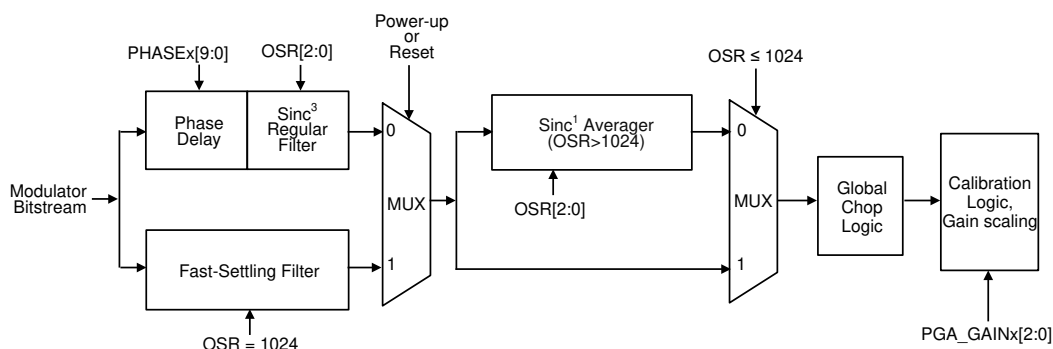 Power-up
or
Reset
PHASEx[9:0]
OSR[2:0]
OSR ≤ 1024
Phase
Delay
Sinc³
Regular
Filter
0
Sinc¹ Averager
(OSR>1024)
0
Modulator
Bitstream
MUX
OSR[2:0]
MUX
Global
Chop
Logic
Calibration
Logic,
Gain scaling
Fast-Settling Filter
1
1
OSR = 1024
PGA_GAINx[2:0]